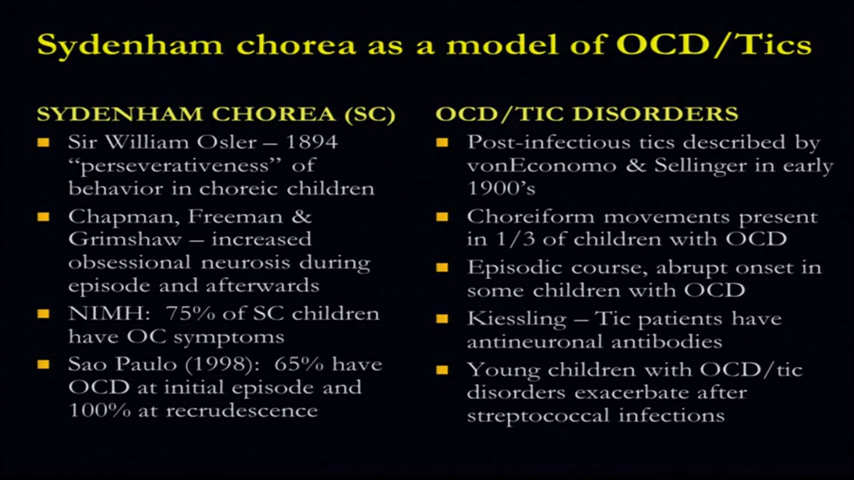 Sydenham chorea as a model of OCD/Tics
SYDENHAM CHOREA (SC)
Sir William Osler – 1894
“perseverativeness” of
behavior in choreic children
Chapman, Freeman &
Grimshaw – increased
obsessional neurosis during
episode and afterwards
NIMH: 75% of SC children
have OC symptoms
Sao Paulo (1998): 65% have
OCD at initial episode and
100% at recrudescence
OCD/TIC DISORDERS
Post-infectious tics described by
vonEconomo & Sellinger in early
1900’s
Choreiform movements present
in 1/3 of children with OCD
Episodic course, abrupt onset in
some children with OCD
Kiessling – Tic patients have
antineuronal antibodies
Young children with OCD/tic
disorders exacerbate after
streptococcal infections